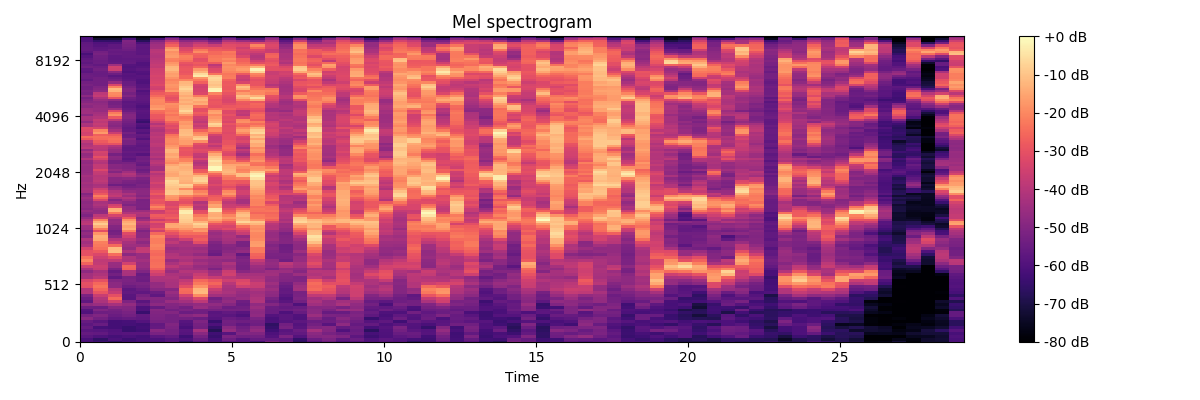 Mel spectrogram
8192
4096
2048
1024
512
0
Hz
0 5 10 15 20 25
Time
+0 dB
-10 dB
-20 dB
-30 dB
-40 dB
-50 dB
-60 dB
-70 dB
-80 dB